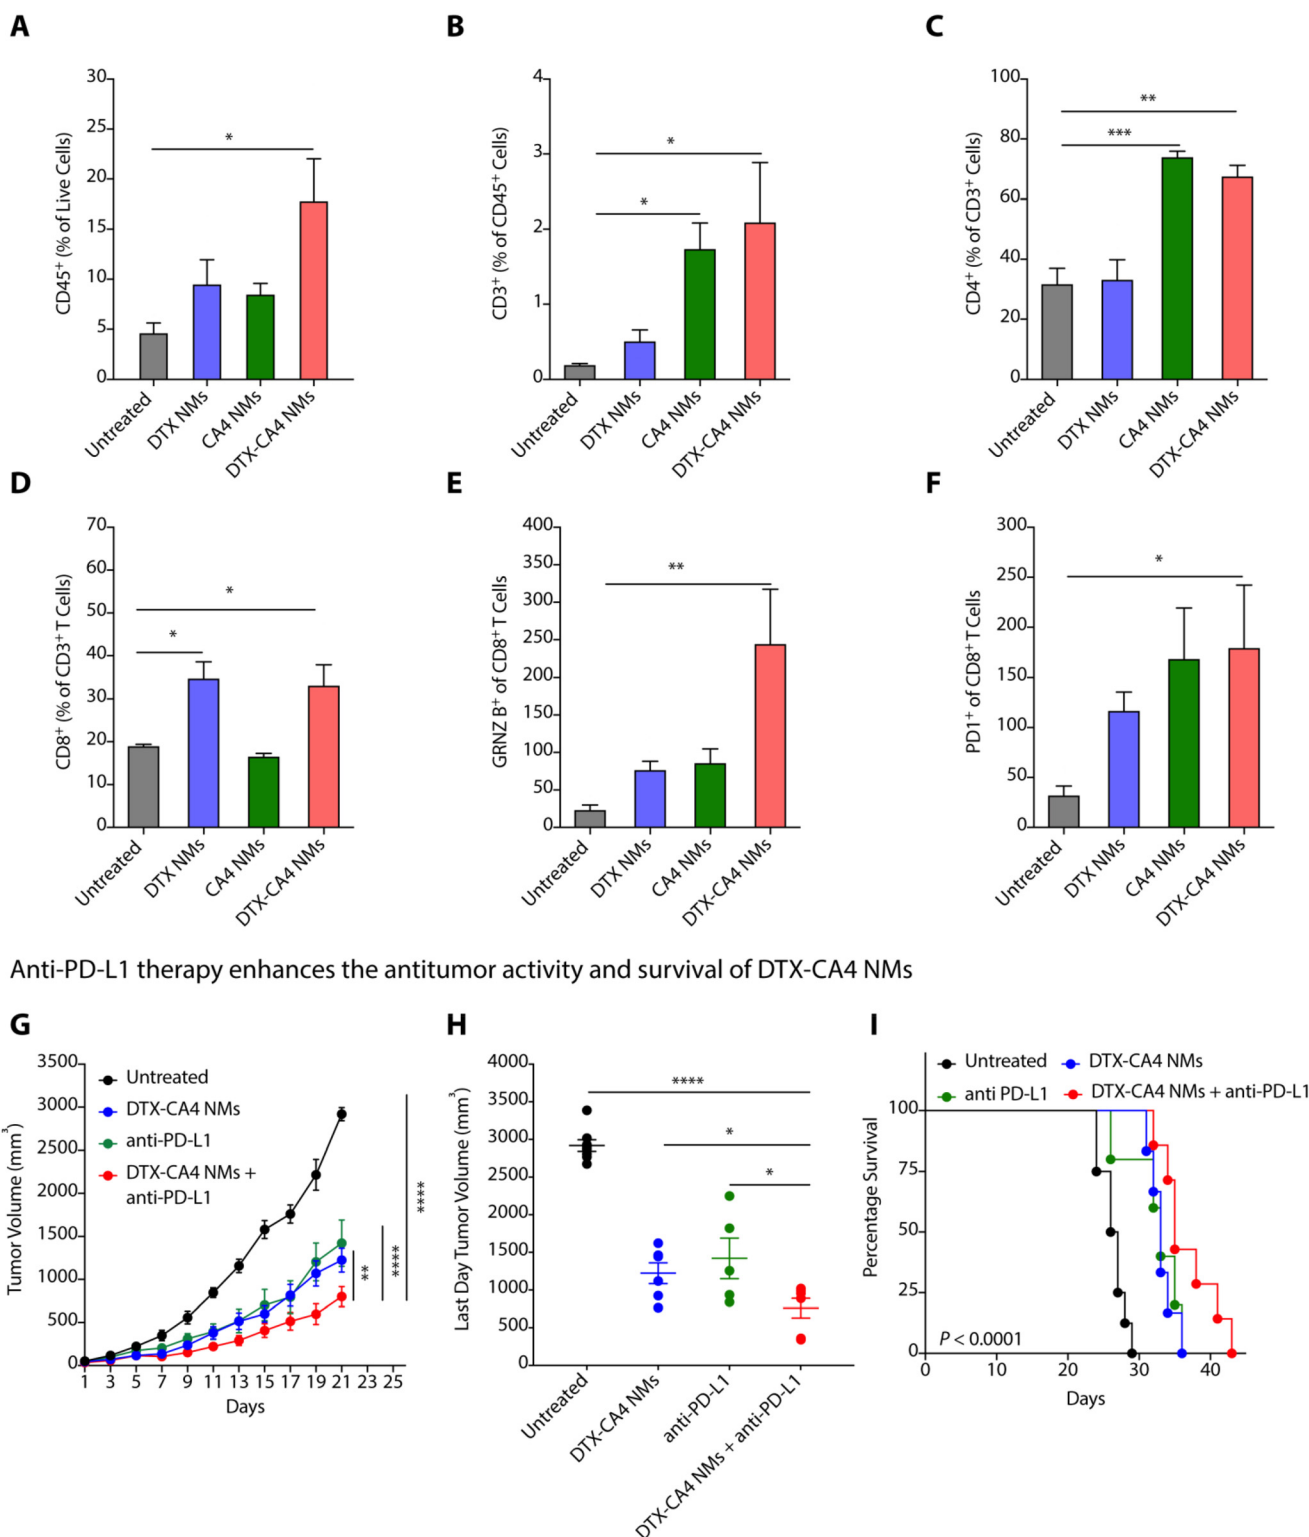 A
B
C
CD45+ (% of Live Cells)
30
25
20
15
10
5
0
*
Untreated
DTX NMs
CA4 NMs
DTX-CA4 NMs
CD3+ (% of CD45+ Cells)
4
3
2
1
0
*
*
Untreated
DTX NMs
CA4 NMs
DTX-CA4 NMs
CD4+ (% of CD3+ Cells)
100
80
60
40
20
0
**
***
Untreated
DTX NMs
CA4 NMs
DTX-CA4 NMs
D
E
F
CD8+ (% of CD3+ T Cells)
70
60
50
40
30
20
10
0
*
*
Untreated
DTX NMs
CA4 NMs
DTX-CA4 NMs
GRNZ B+ of CD8+ T Cells
400
350
300
250
200
150
100
50
0
**
Untreated
DTX NMs
CA4 NMs
DTX-CA4 NMs
PD1+ of CD8+ T Cells
300
250
200
150
100
50
0
*
Untreated
DTX NMs
CA4 NMs
DTX-CA4 NMs
Anti-PD-L1 therapy enhances the antitumor activity and survival of DTX-CA4 NMs
G
H
I
Tumor Volume (mm3)
3500
3000
2500
2000
1500
1000
500
0
Untreated
DTX-CA4 NMs
anti-PD-L1
DTX-CA4 NMs +
anti-PD-L1
**
****
****
1 3 5 7 9 11 13 15 17 19 21 23 25
Days
Last Day Tumor Volume (mm3)
4000
3500
3000
2500
2000
1500
1000
500
0
****
*
*
Untreated
DTX-CA4 NMs
anti-PD-L1
DTX-CA4 NMs + anti-PD-L1
Untreated
DTX-CA4 NMs
anti PD-L1
DTX-CA4 NMs + anti-PD-L1
Percentage Survival
100
75
50
25
0
P < 0.0001
0 10 20 30 40
Days